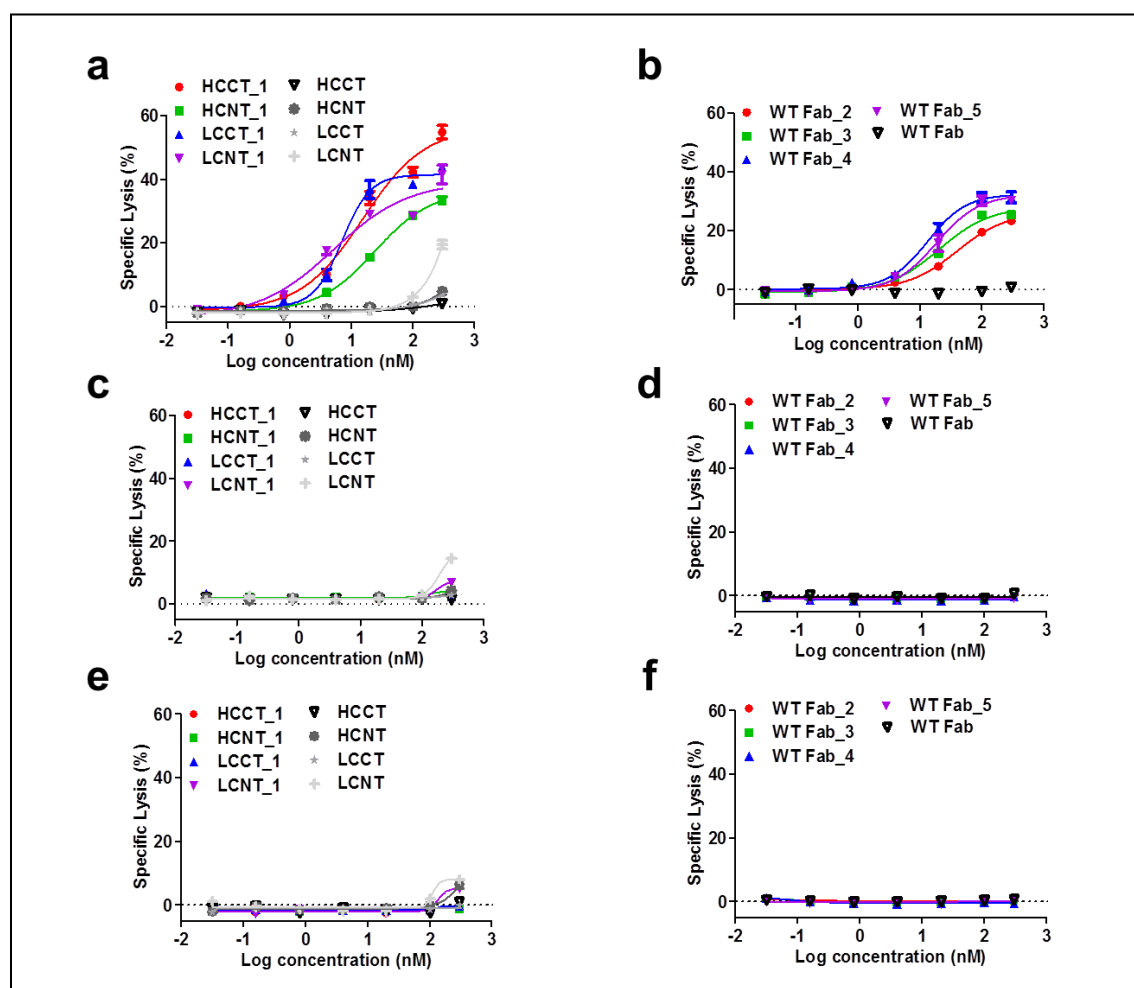 a
HCCT_1 HCCT
HCNT_1 HCNT
LCCT_1 LCCT
LCNT_1 LCNT
Specific Lysis (%)
60
40
20
0
-2 -1 0 1 2 3
Log concentration (nM)
b
WT Fab_2 WT Fab_5
WT Fab_3 WT Fab
WT Fab_4
Specific Lysis (%)
60
40
20
0
-1 0 1 2 3
Log concentration (nM)
c
HCCT_1 HCCT
HCNT_1 HCNT
LCCT_1 LCCT
LCNT_1 LCNT
Specific Lysis (%)
60
40
20
0
-2 -1 0 1 2 3
Log concentration (nM)
d
WT Fab_2 WT Fab_5
WT Fab_3 WT Fab
WT Fab_4
Specific Lysis (%)
60
40
20
0
-2 -1 0 1 2 3
Log concentration (nM)
e
HCCT_1 HCCT
HCNT_1 HCNT
LCCT_1 LCCT
LCNT_1 LCNT
Specific Lysis (%)
60
40
20
0
-2 -1 0 1 2 3
Log concentration (nM)
f
WT Fab_2 WT Fab_5
WT Fab_3 WT Fab
WT Fab_4
Specific Lysis (%)
60
40
20
0
-2 -1 0 1 2 3
Log concentration (nM)